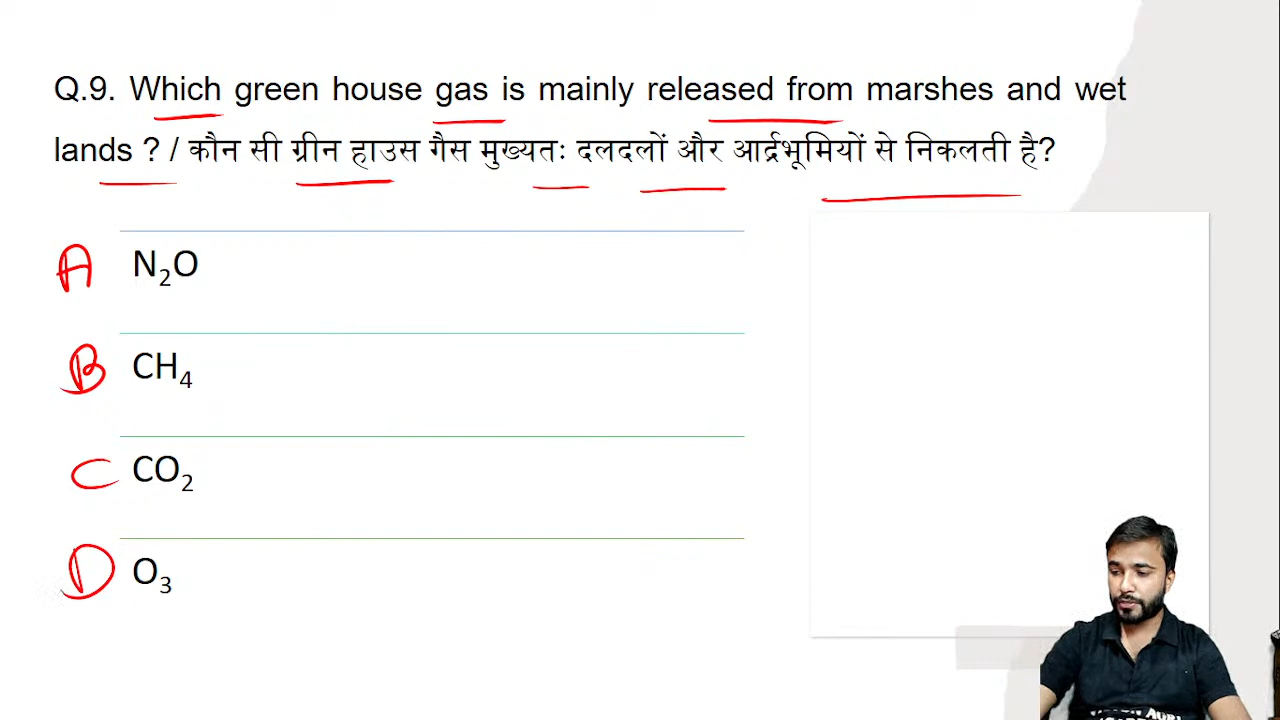 Q.9. Which green house gas is mainly released from marshes and wet
lands ? / कौन सी ग्रीन हाउस गैस मुख्यतः दलदलों और आर्द्रभूमियों से निकलती है?
A N₂O
B CH₄
C CO₂
D O₃